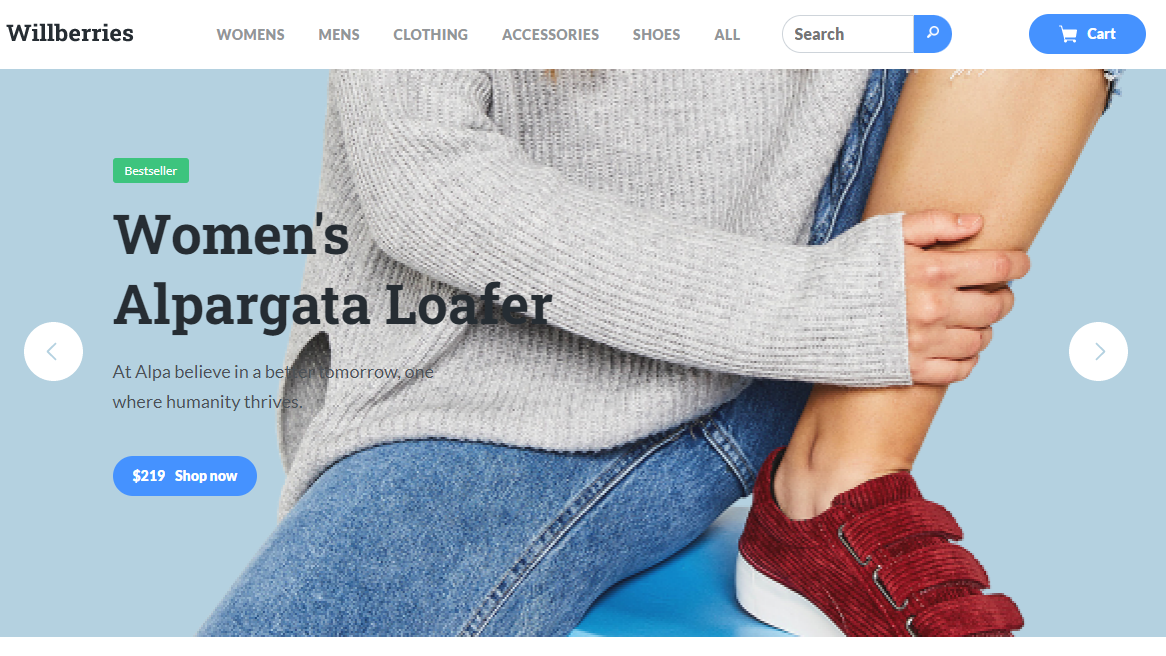 Willberries
WOMENS MENS CLOTHING ACCESSORIES SHOES ALL Search Cart
Bestseller
Women's
Alpargata Loafer
At Alpa believe in a better tomorrow, one
where humanity thrives.
$219 Shop now